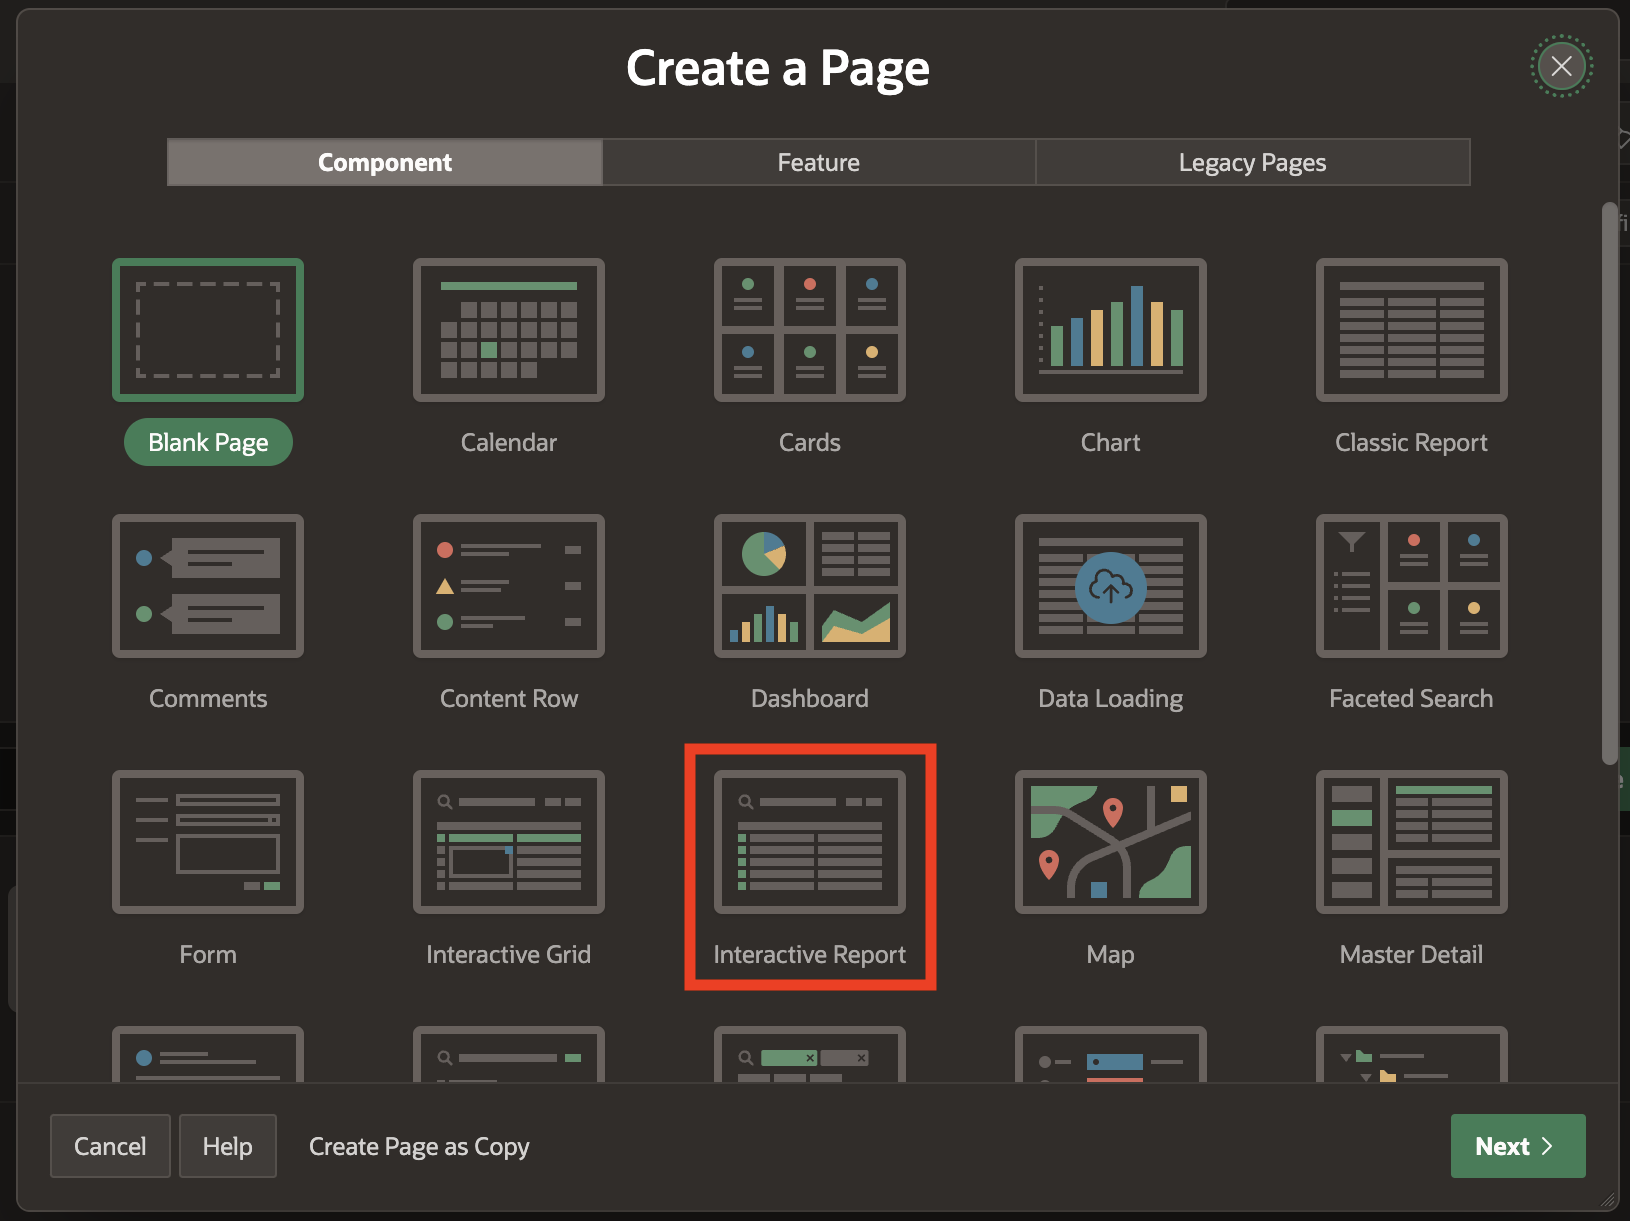 Create a Page
Component Feature Legacy Pages
Blank Page Calendar Cards Chart Classic Report
Comments Content Row Dashboard Data Loading Faceted Search
Form Interactive Grid Interactive Report Map Master Detail
Cancel Help Create Page as Copy Next